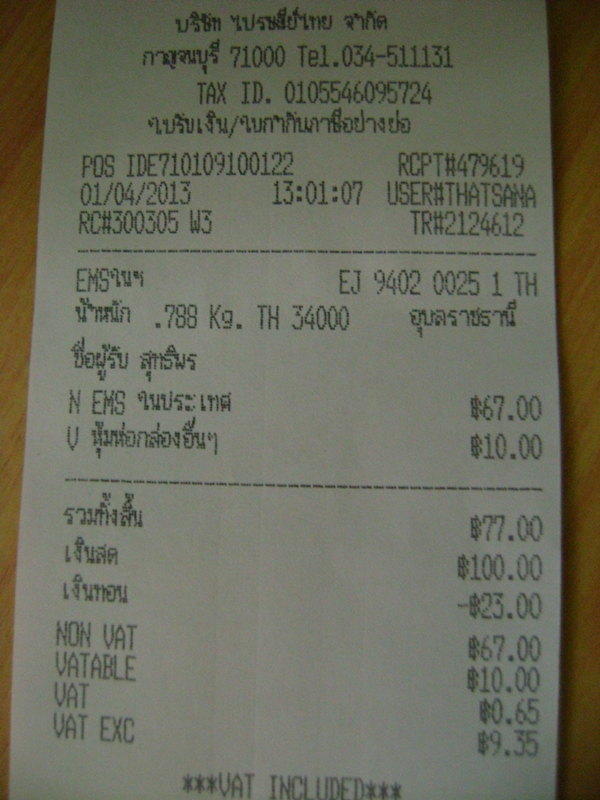 บริษัท ไปรษณีย์ไทย จำกัด
กาญจนบุรี 71000 Tel.034-511131
TAX ID. 0105546095724
ใบรับเงิน/ใบกำกับภาษีอย่างย่อ
POS IDE710109100122 RCPT#479619
01/04/2013 13:01:07 USER#THATSANA
RC#300305 W3 TR#2124612
EMSในฯ EJ 9402 0025 1 TH
น้ำหนัก .788 Kg. TH 34000 อุบลราชธานี
ชื่อผู้รับ สุทธิพร
N EMS ในประเทศ ฿67.00
V หุ้มห่อกล่องอื่นๆ ฿10.00
รวมทั้งสิ้น ฿77.00
เงินสด ฿100.00
เงินทอน -฿23.00
NON VAT ฿67.00
VATABLE ฿10.00
VAT ฿0.65
VAT EXC ฿9.35
***VAT INCLUDED***